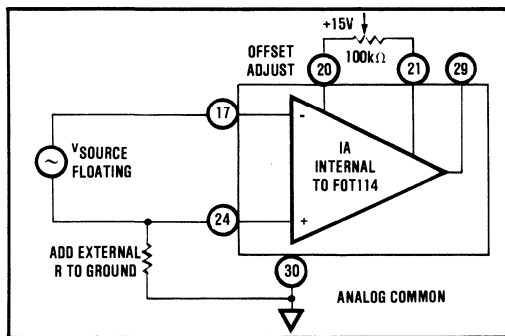 +15V
OFFSET
ADJUST
100kΩ
20
21
29
17
-
IA
INTERNAL
TO FOT114
VSOURCE
FLOATING
24
+
ADD EXTERNAL
R TO GROUND
30
ANALOG COMMON